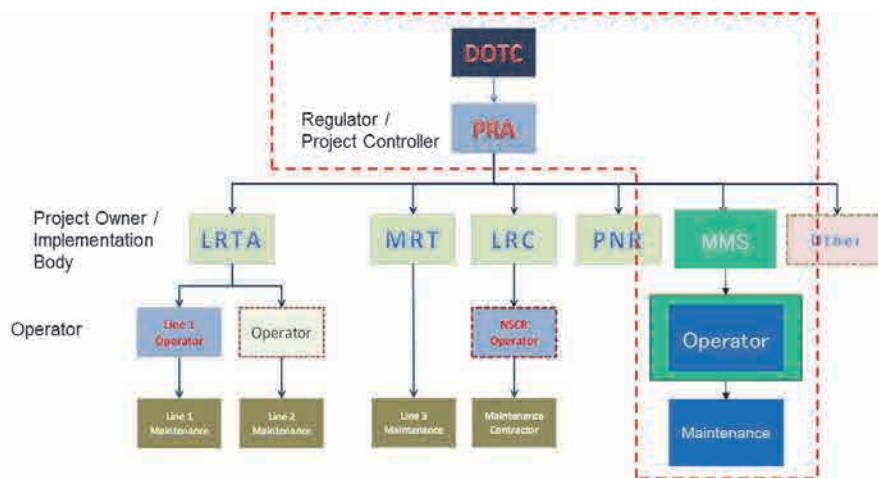 DOTC
Regulator /
Project Controller
PRA
Project Owner /
Implementation
Body
LRTA
MRT
LRC
PNR
MMS
Other
Operator
Line 1
Operator
Operator
NSCR
Operator
Operator
Line 1
Maintenance
Line 2
Maintenance
Line 3
Maintenance
Maintenance
Contractor
Maintenance